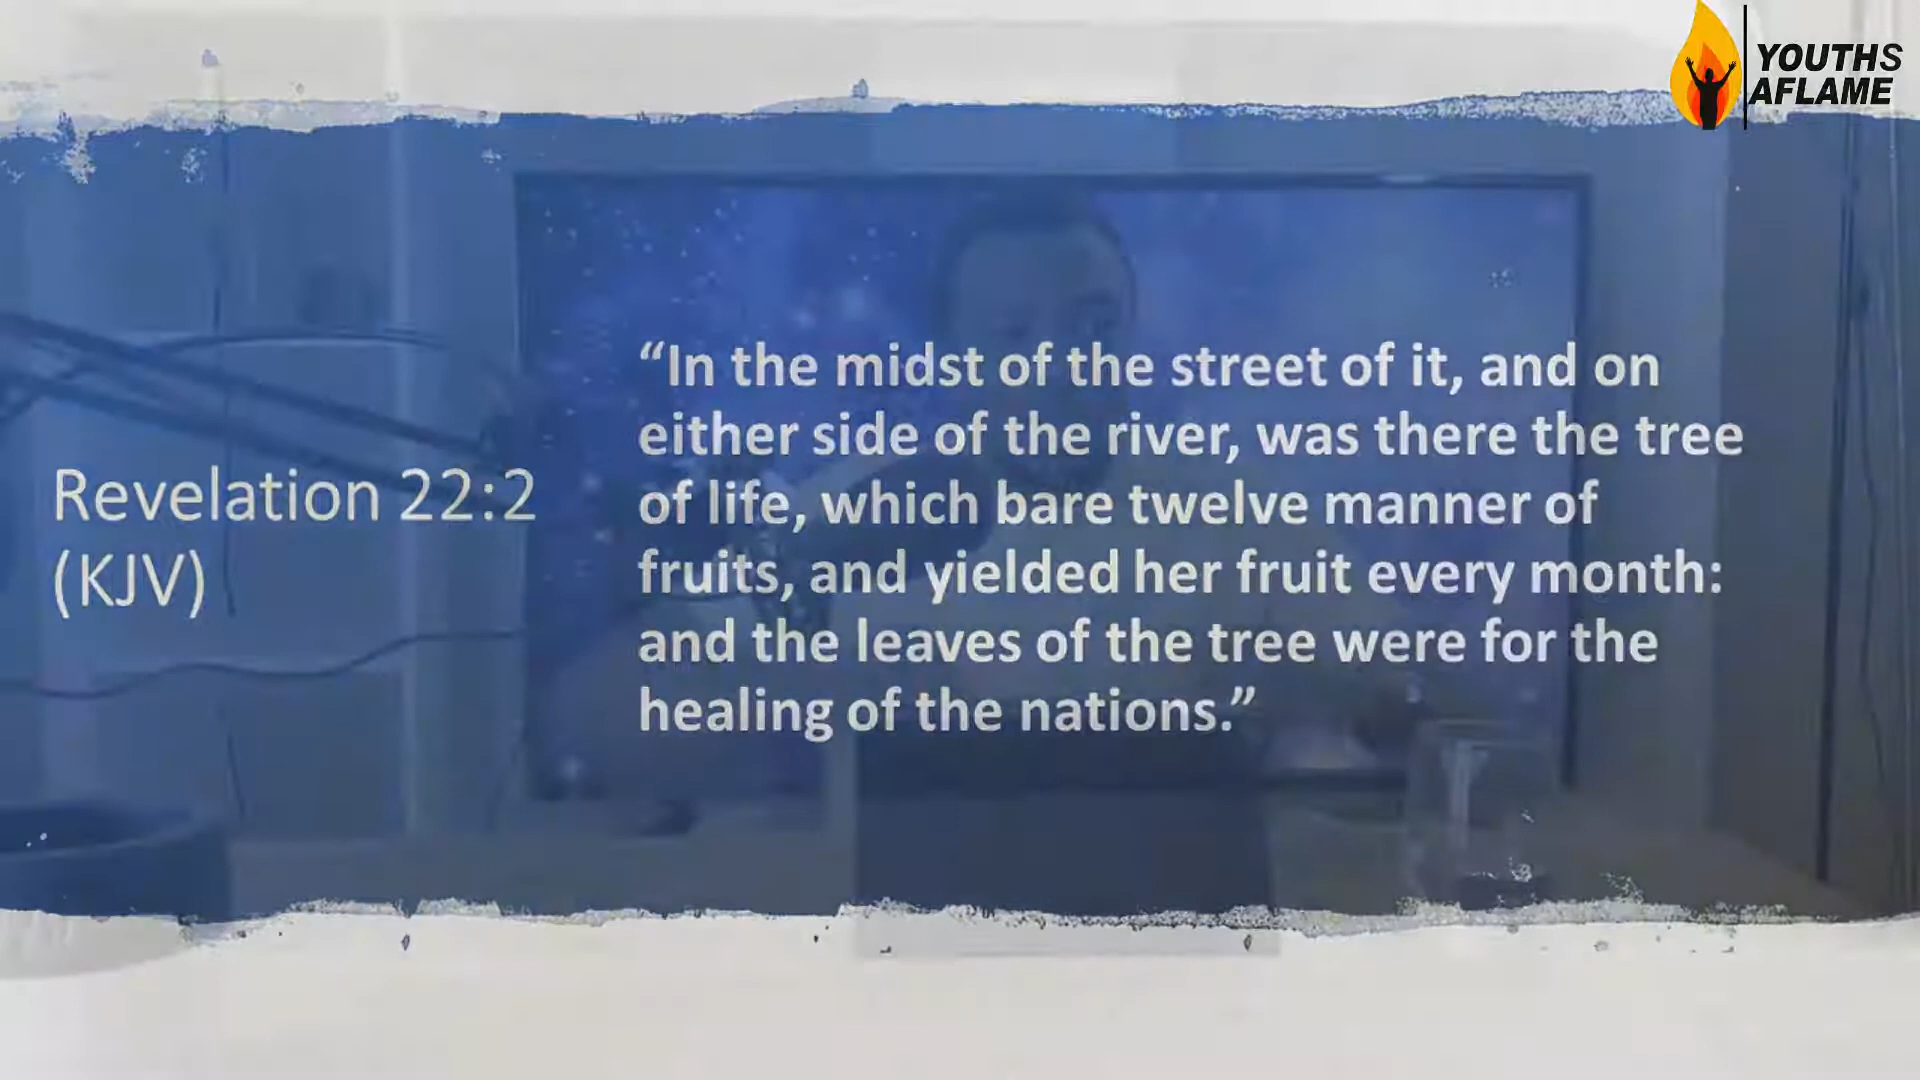 YOUTHS
AFLAME
Revelation 22:2
(KJV)
“In the midst of the street of it, and on
either side of the river, was there the tree
of life, which bare twelve manner of
fruits, and yielded her fruit every month:
and the leaves of the tree were for the
healing of the nations.”